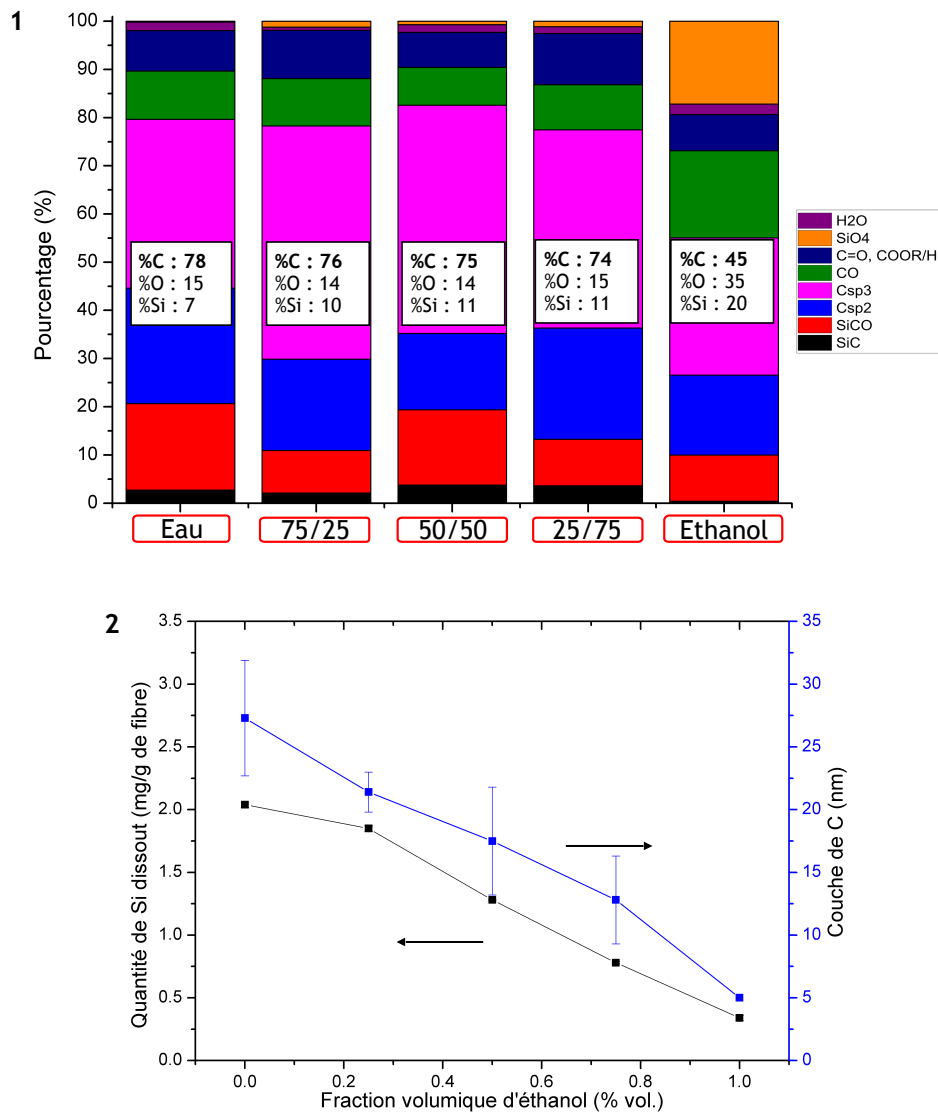 1
100
90
80
70
60
50
40
30
20
10
0
Pourcentage (%)
%C : 78
%O : 15
%Si : 7
%C : 76
%O : 14
%Si : 10
%C : 75
%O : 14
%Si : 11
%C : 74
%O : 15
%Si : 11
%C : 45
%O : 35
%Si : 20
H2O
SiO4
C=O, COOR/H
CO
Csp3
Csp2
SiCO
SiC
Eau
75/25
50/50
25/75
Ethanol
2
3.5
3.0
2.5
2.0
1.5
1.0
0.5
0.0
Quantité de Si dissout (mg/g de fibre)
35
30
25
20
15
10
5
0
Couche de C (nm)
0.0
0.2
0.4
0.6
0.8
1.0
Fraction volumique d'éthanol (% vol.)